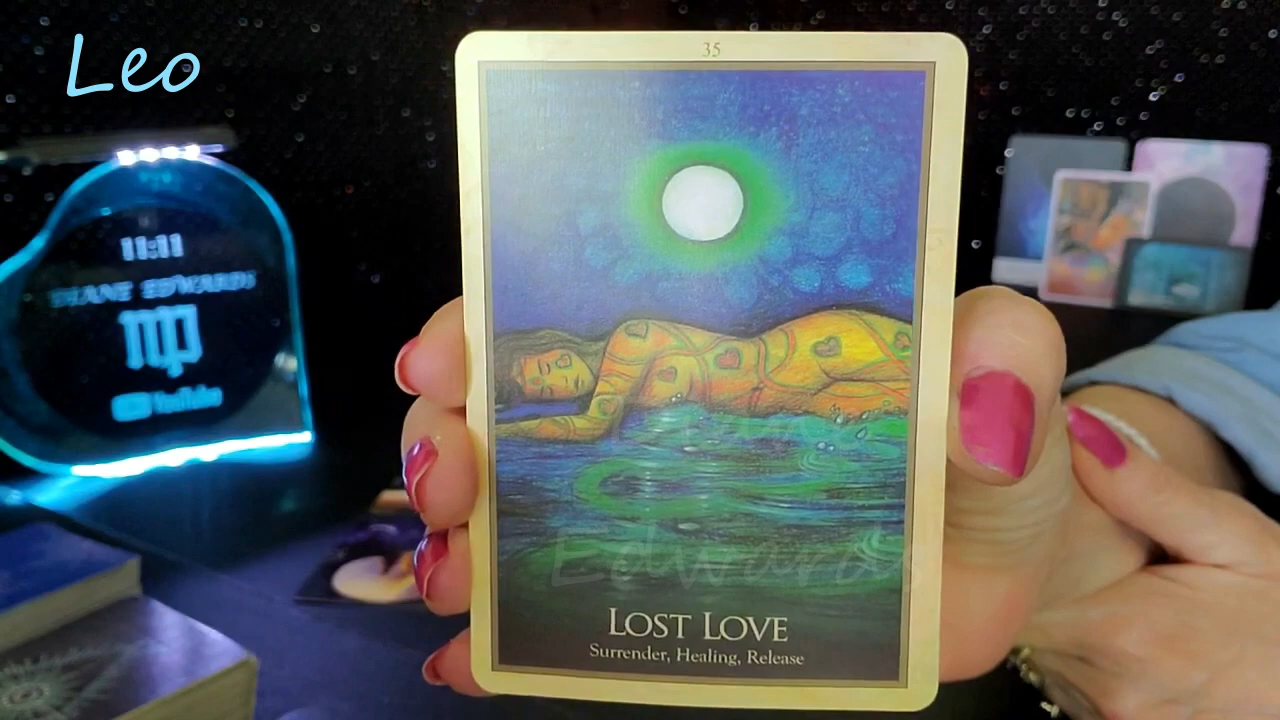 Leo
35
11:11
DIANE EDWARDS
YouTube
Edwards
LOST LOVE
Surrender, Healing, Release